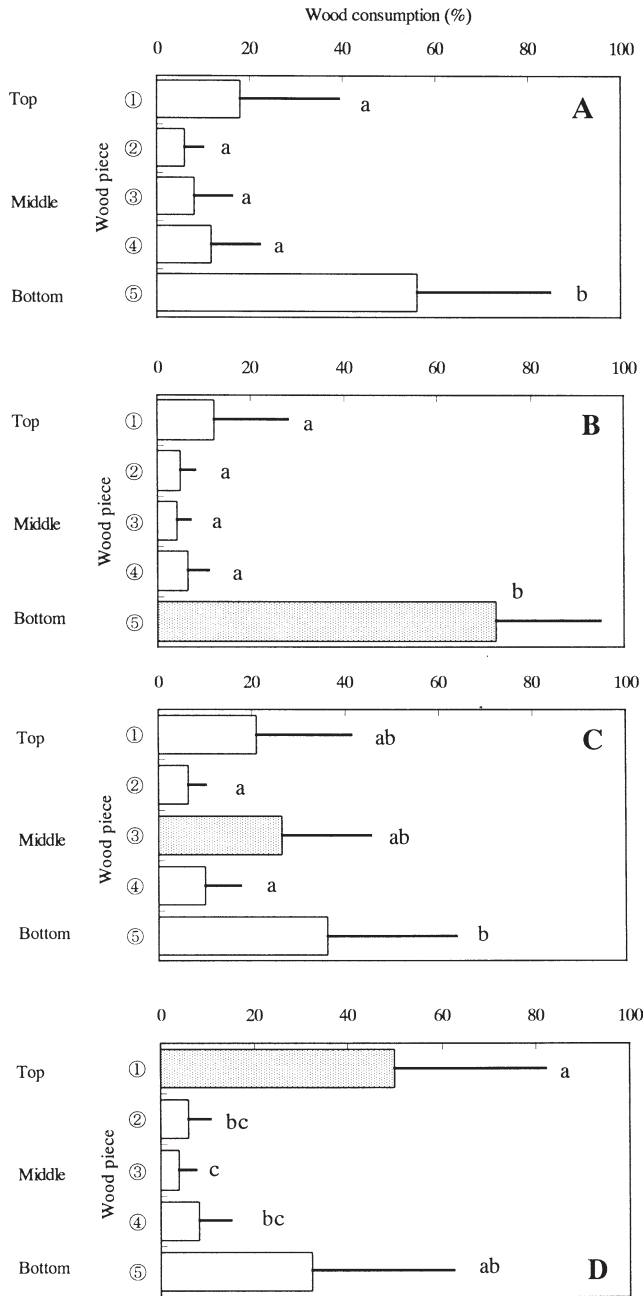 Wood consumption (%)
0 20 40 60 80 100
Top ① a A
② a
Middle ③ a
④ a
Bottom ⑤ b
Wood piece
0 20 40 60 80 100
Top ① a B
② a
Middle ③ a
④ a
Bottom ⑤ b
Wood piece
0 20 40 60 80 100
Top ① ab C
② a
Middle ③ ab
④ a
Bottom ⑤ b
Wood piece
0 20 40 60 80 100
Top ① a
② bc
Middle ③ c
④ bc
Bottom ⑤ ab D
Wood piece